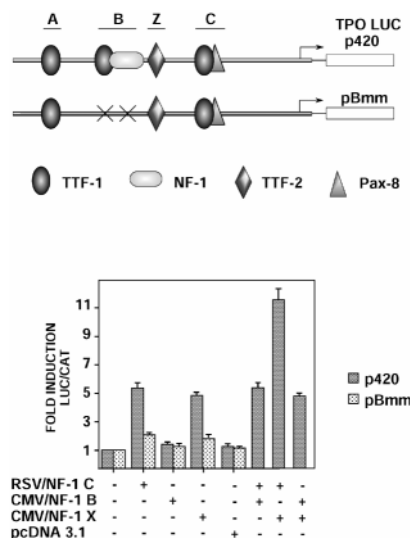 A B Z C
TPO LUC
p420
pBmm
TTF-1 NF-1 TTF-2 Pax-8
FOLD INDUCTION
LUC/CAT
11
9
7
5
3
1
p420
pBmm
RSV/NF-1 C - + - - - + + -
CMV/NF-1 B - - + - - + - +
CMV/NF-1 X - - - + - - + +
pcDNA 3.1 - - - - + - - -